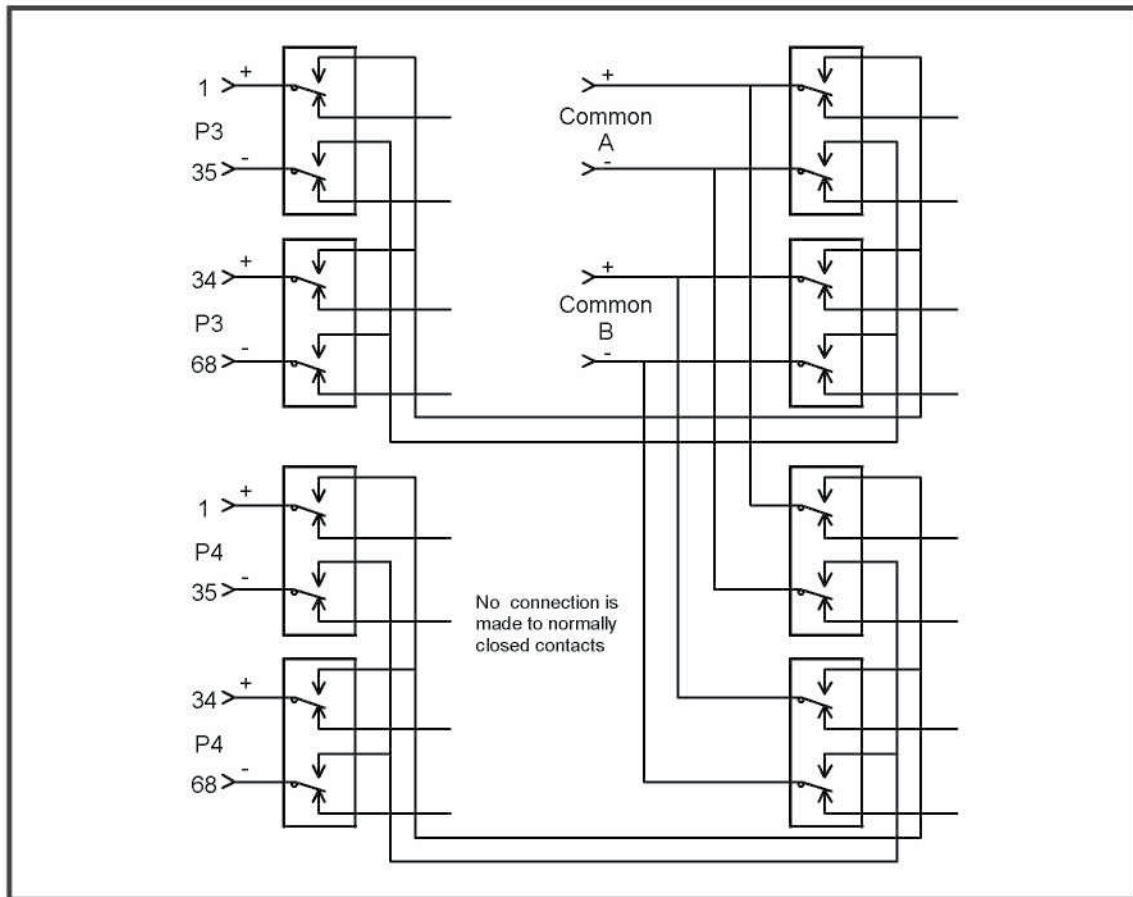 +
1
P3
-
35
+
34
P3
-
68
+
Common
A
-
+
Common
B
-
+
1
P4
-
35
+
34
P4
-
68
No connection is
made to normally
closed contacts